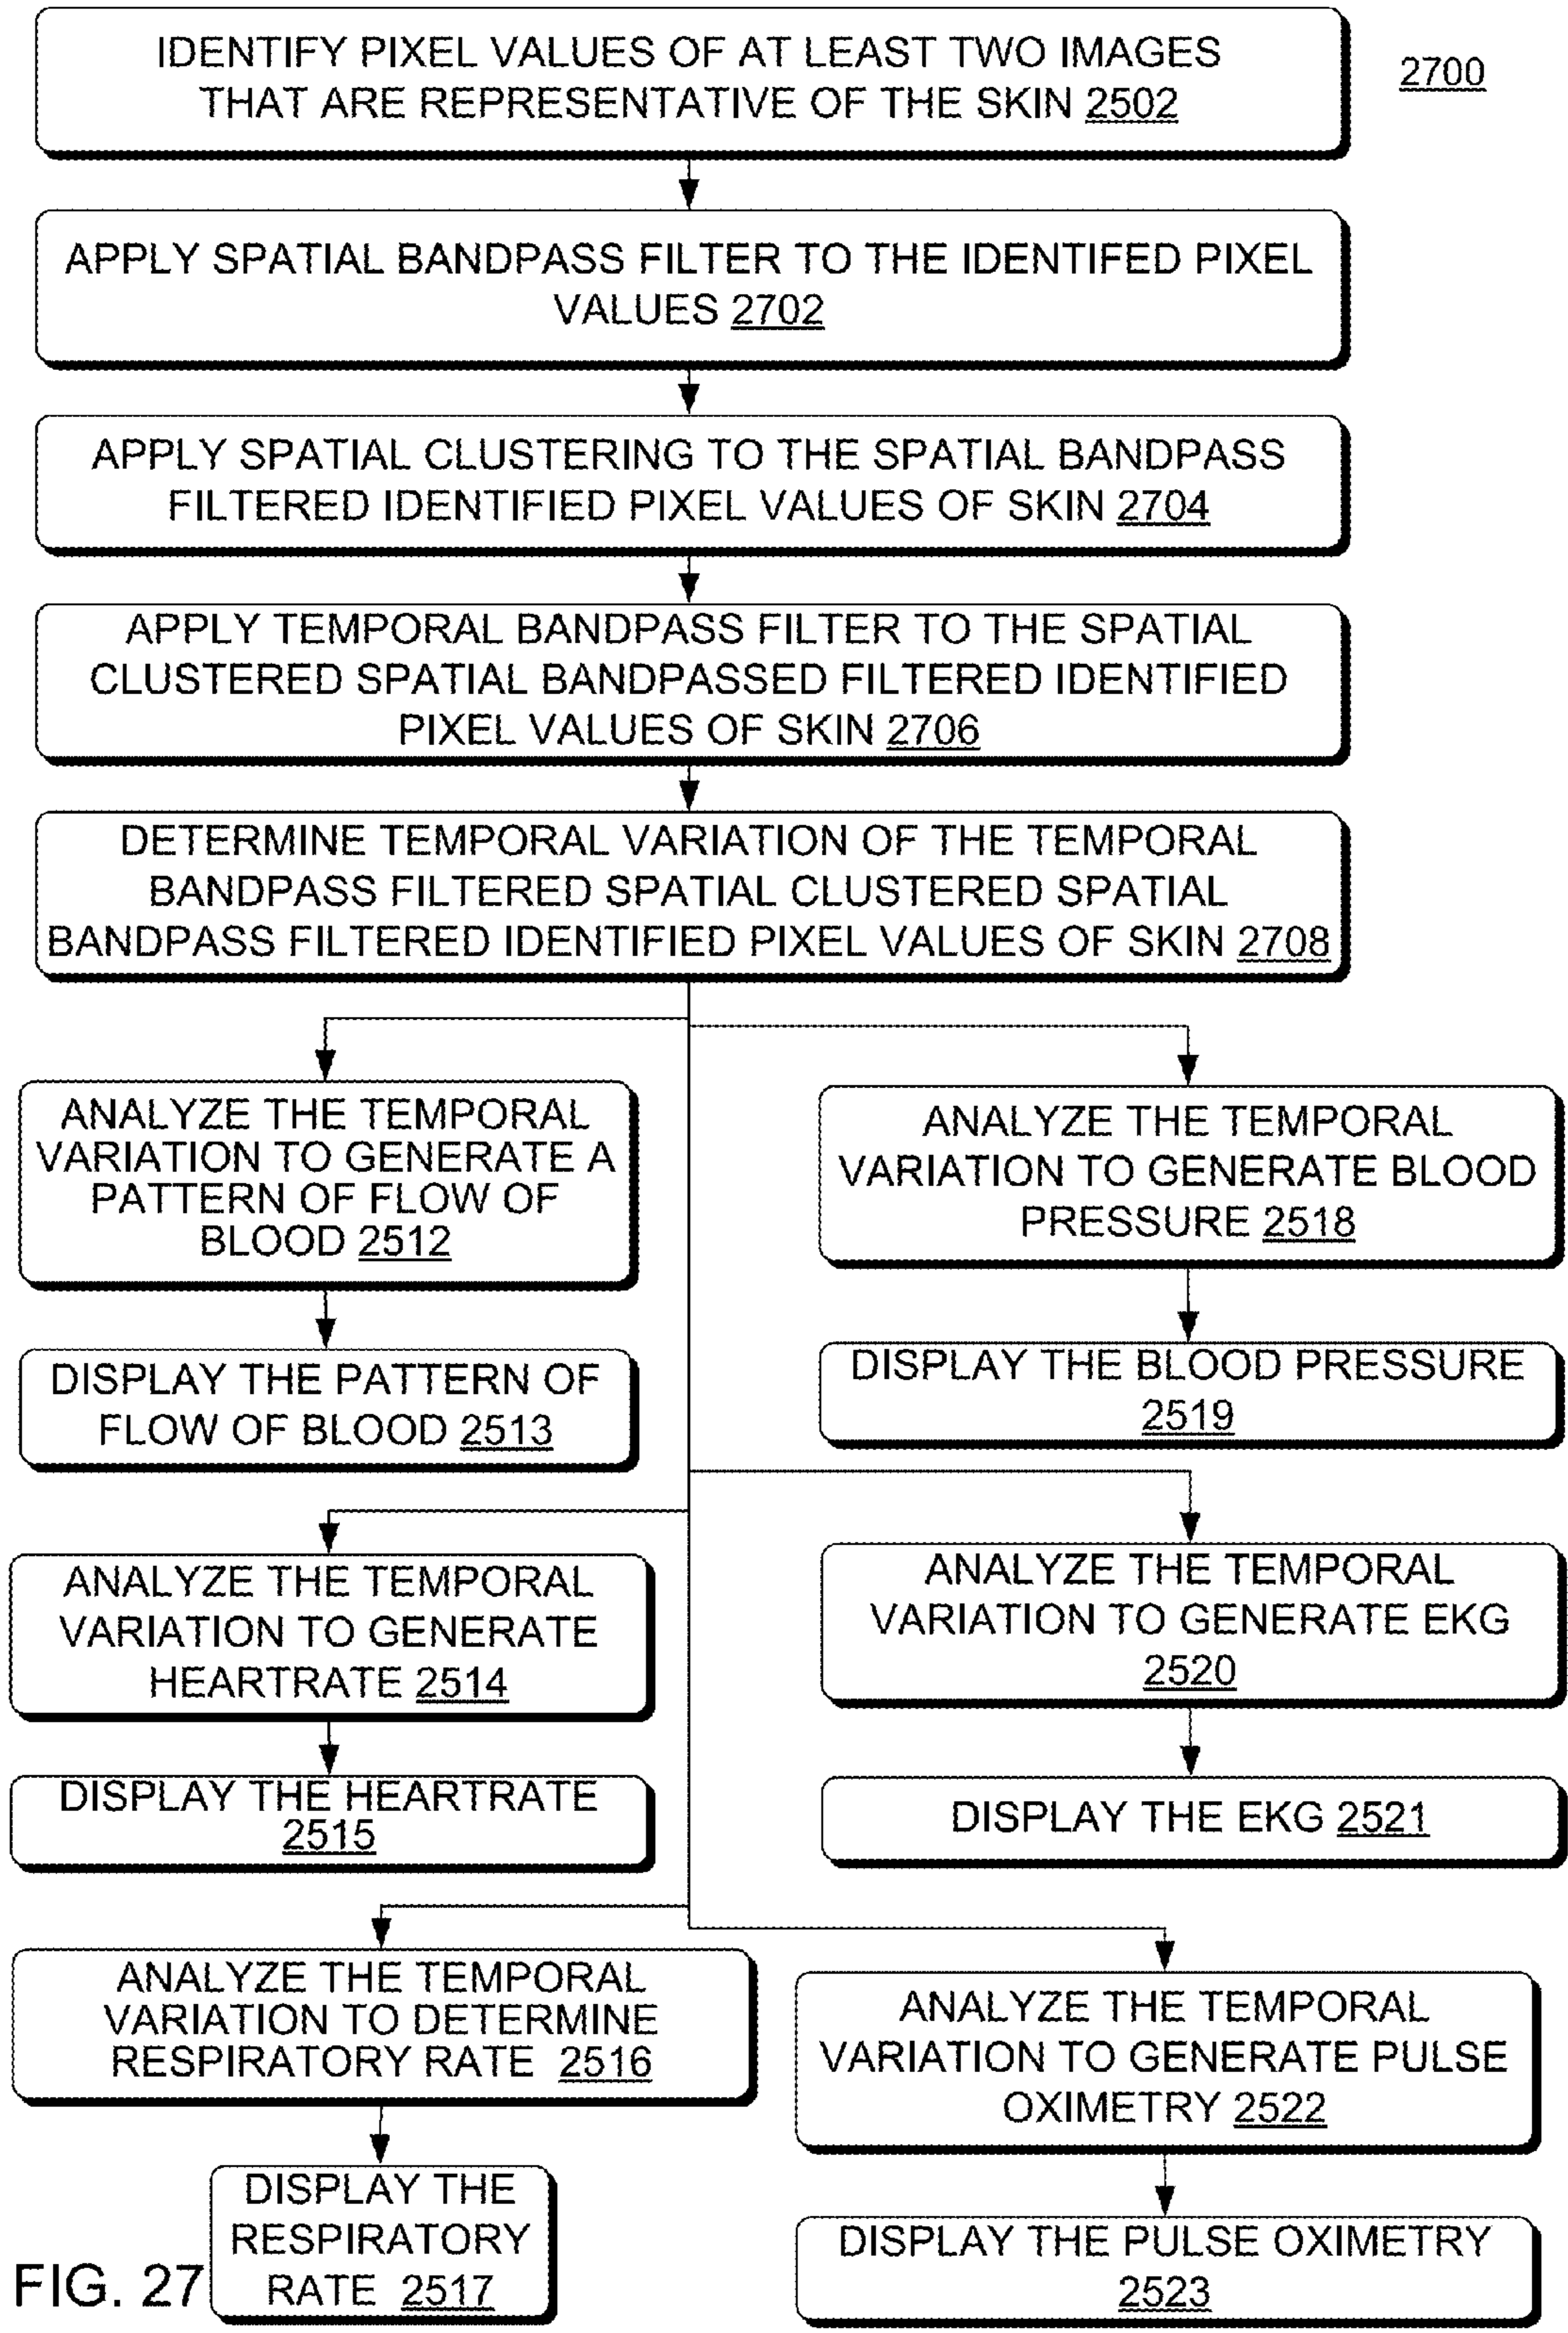 IDENTIFY PIXEL VALUES OF AT LEAST TWO IMAGES
THAT ARE REPRESENTATIVE OF THE SKIN 2502
2700
APPLY SPATIAL BANDPASS FILTER TO THE IDENTIFED PIXEL
VALUES 2702
APPLY SPATIAL CLUSTERING TO THE SPATIAL BANDPASS
FILTERED IDENTIFIED PIXEL VALUES OF SKIN 2704
APPLY TEMPORAL BANDPASS FILTER TO THE SPATIAL
CLUSTERED SPATIAL BANDPASSED FILTERED IDENTIFIED
PIXEL VALUES OF SKIN 2706
DETERMINE TEMPORAL VARIATION OF THE TEMPORAL
BANDPASS FILTERED SPATIAL CLUSTERED SPATIAL
BANDPASS FILTERED IDENTIFIED PIXEL VALUES OF SKIN 2708
ANALYZE THE TEMPORAL
VARIATION TO GENERATE A
PATTERN OF FLOW OF
BLOOD 2512
DISPLAY THE PATTERN OF
FLOW OF BLOOD 2513
ANALYZE THE TEMPORAL
VARIATION TO GENERATE BLOOD
PRESSURE 2518
DISPLAY THE BLOOD PRESSURE
2519
ANALYZE THE TEMPORAL
VARIATION TO GENERATE
HEARTRATE 2514
DISPLAY THE HEARTRATE
2515
ANALYZE THE TEMPORAL
VARIATION TO GENERATE EKG
2520
DISPLAY THE EKG 2521
ANALYZE THE TEMPORAL
VARIATION TO DETERMINE
RESPIRATORY RATE 2516
DISPLAY THE
RESPIRATORY
RATE 2517
ANALYZE THE TEMPORAL
VARIATION TO GENERATE PULSE
OXIMETRY 2522
DISPLAY THE PULSE OXIMETRY
2523
FIG. 27